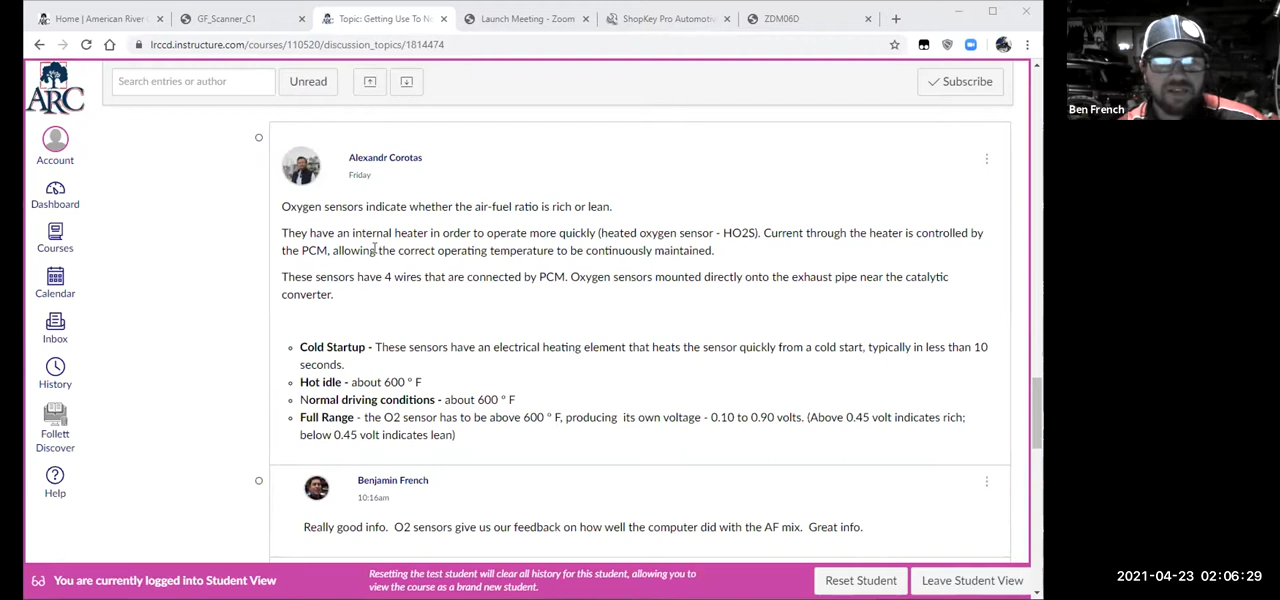 Home | American River
GF_Scanner_C1
Topic: Getting Use To N
Launch Meeting - Zoom
ShopKey Pro Automotiv
ZDM06D
lrccd.instructure.com/courses/110520/discussion_topics/1814474
ARC
Account
Dashboard
Courses
Calendar
Inbox
History
Follett
Discover
Help
Search entries or author
Unread
Subscribe
Alexandr Corotas
Friday
Oxygen sensors indicate whether the air-fuel ratio is rich or lean.
They have an internal heater in order to operate more quickly (heated oxygen sensor - HO2S). Current through the heater is controlled by
the PCM, allowing the correct operating temperature to be continuously maintained.
These sensors have 4 wires that are connected by PCM. Oxygen sensors mounted directly onto the exhaust pipe near the catalytic
converter.
Cold Startup - These sensors have an electrical heating element that heats the sensor quickly from a cold start, typically in less than 10
seconds.
Hot idle - about 600 ° F
Normal driving conditions - about 600 ° F
Full Range - the O2 sensor has to be above 600 ° F, producing its own voltage - 0.10 to 0.90 volts. (Above 0.45 volt indicates rich;
below 0.45 volt indicates lean)
Benjamin French
10:16am
Really good info. O2 sensors give us our feedback on how well the computer did with the AF mix. Great info.
You are currently logged into Student View
Resetting the test student will clear all history for this student, allowing you to
view the course as a brand new student.
Reset Student
Leave Student View
Ben French
2021-04-23 02:06:29